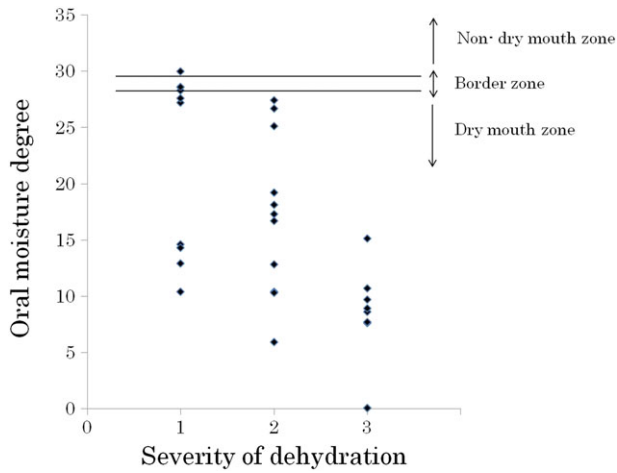 35
30
25
20
15
10
5
0
Oral moisture degree
0 1 2 3
Severity of dehydration
Non- dry mouth zone
Border zone
Dry mouth zone